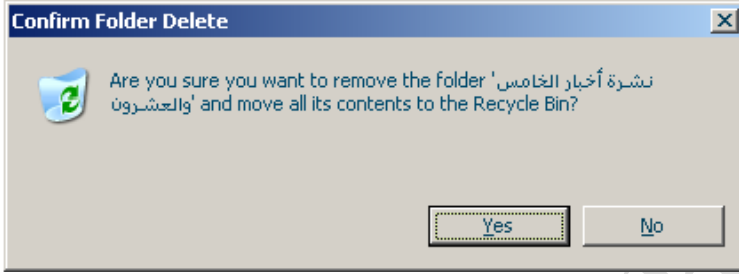 Confirm Folder Delete
Are you sure you want to remove the folder 'نشرة أخبار الخامس
والعشرون' and move all its contents to the Recycle Bin?
Yes
No